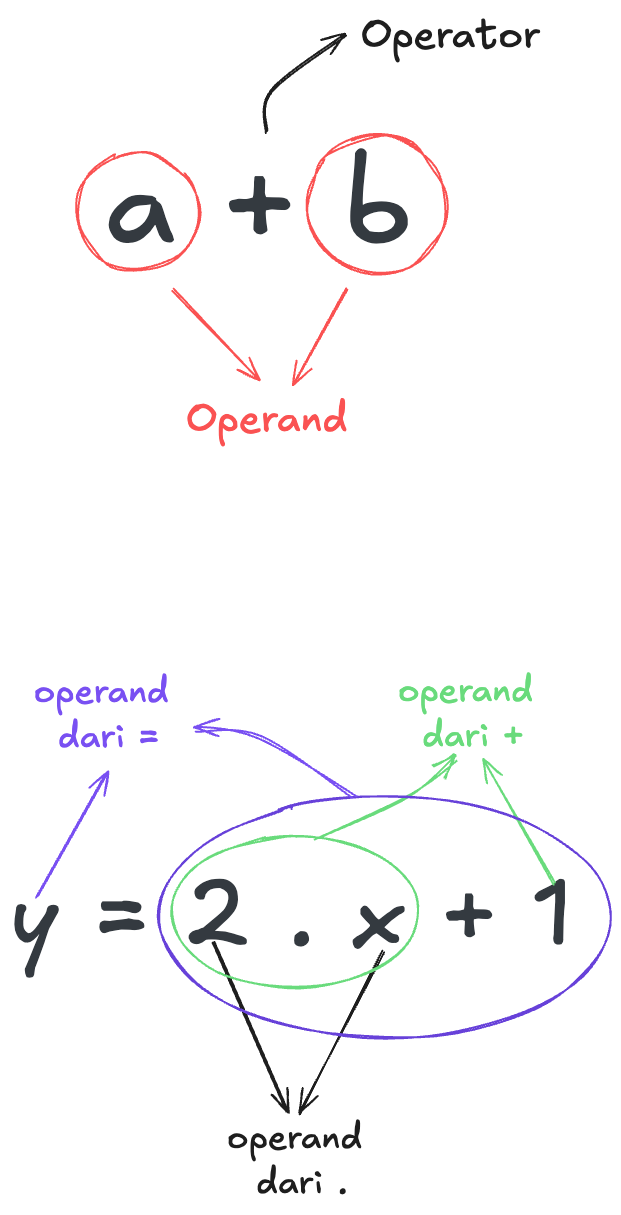 Operator
a + b
Operand
operand
dari =
operand
dari +
y = 2 . x + 1
operand
dari .